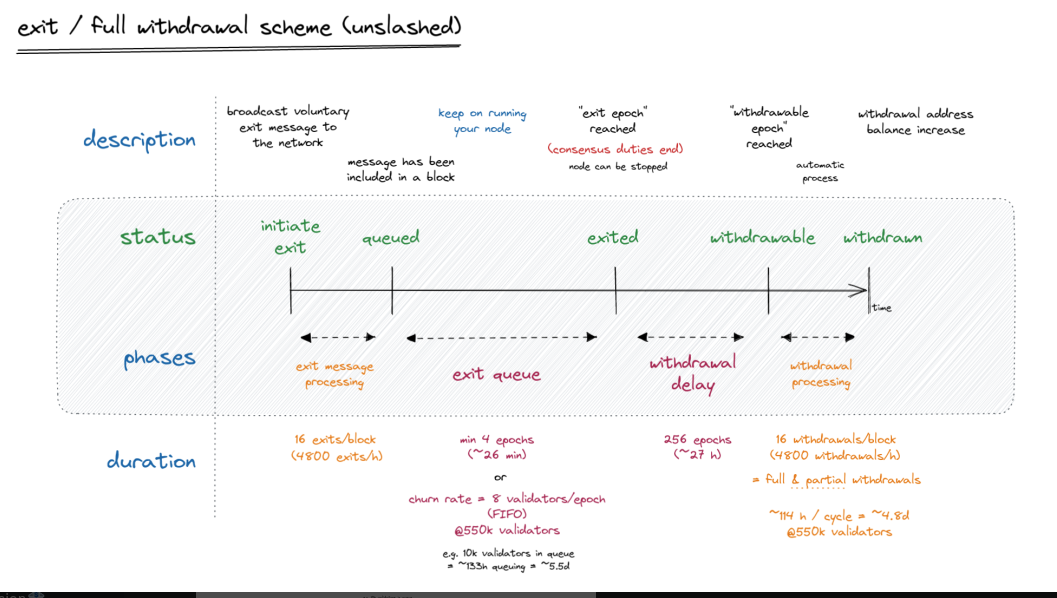 exit / full withdrawal scheme (unslashed)
description
broadcast voluntary
exit message to
the network
message has been
included in a block
keep on running
your node
"exit epoch"
reached
(consensus duties end)
node can be stopped
"withdrawable
epoch"
reached
automatic
process
withdrawal address
balance increase
status
initiate
exit
queued
exited
withdrawable
withdrawn
time
phases
exit message
processing
exit queue
withdrawal
delay
withdrawal
processing
duration
16 exits/block
(4800 exits/h)
min 4 epochs
(~26 min)
or
churn rate = 8 validators/epoch
(FIFO)
@550k validators
e.g. 10k validators in queue
= ~133h queuing = ~5.5d
256 epochs
(~27 h)
16 withdrawals/block
(4800 withdrawals/h)
= full & partial withdrawals
~114 h / cycle = ~4.8d
@550k validators